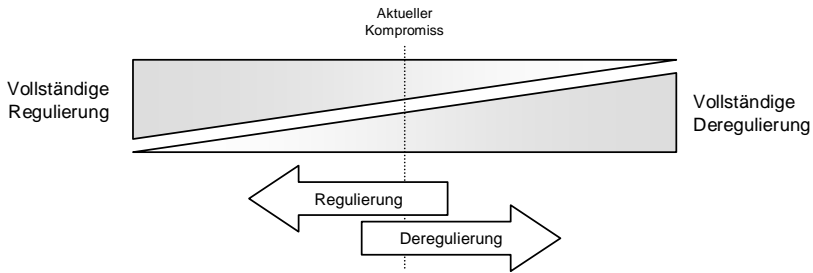 Aktueller
Kompromiss
Vollständige
Regulierung
Vollständige
Deregulierung
Regulierung
Deregulierung